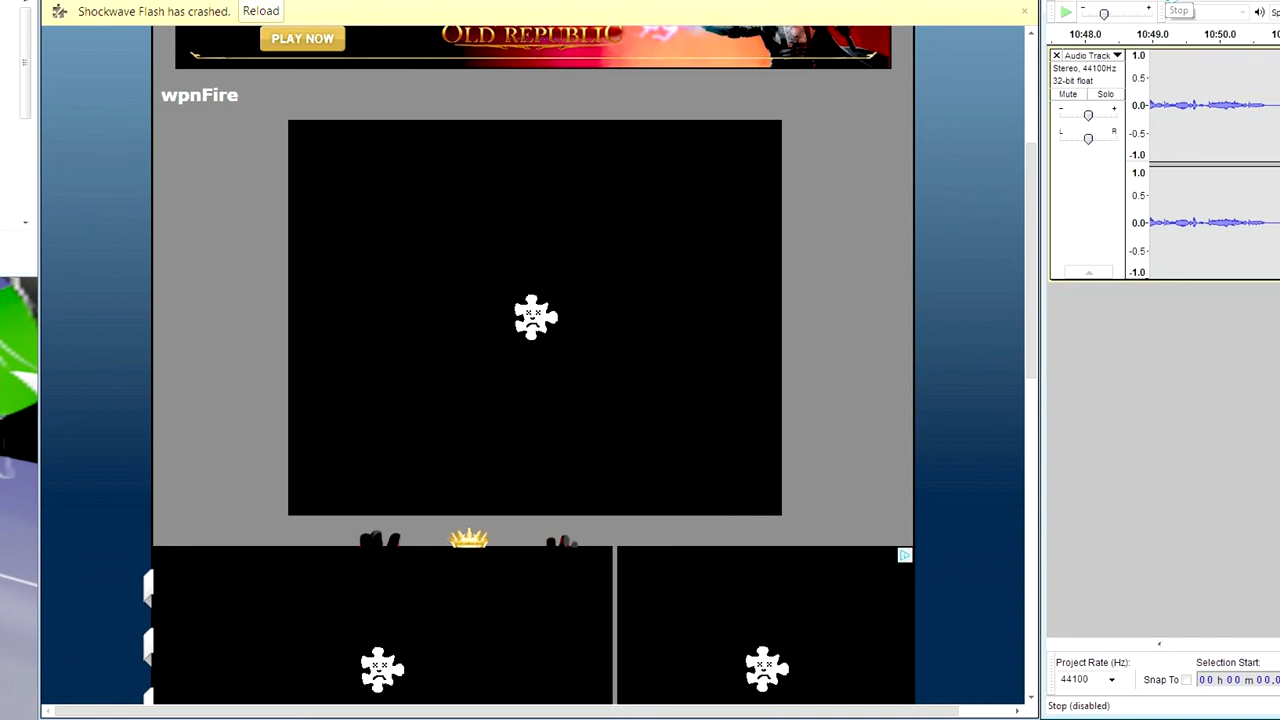 Shockwave Flash has crashed. Reload
PLAY NOW
OLD REPUBLIC
wpnFire
Stop
10:48.0 10:49.0 10:50.0
Audio Track
Stereo, 44100Hz
32-bit float
Mute Solo
- +
L R
1.0
0.5
0.0
-0.5
-1.0
1.0
0.5
0.0
-0.5
-1.0
Project Rate (Hz): Selection Start:
44100 Snap To 00 h 00 m 00
Stop (disabled)